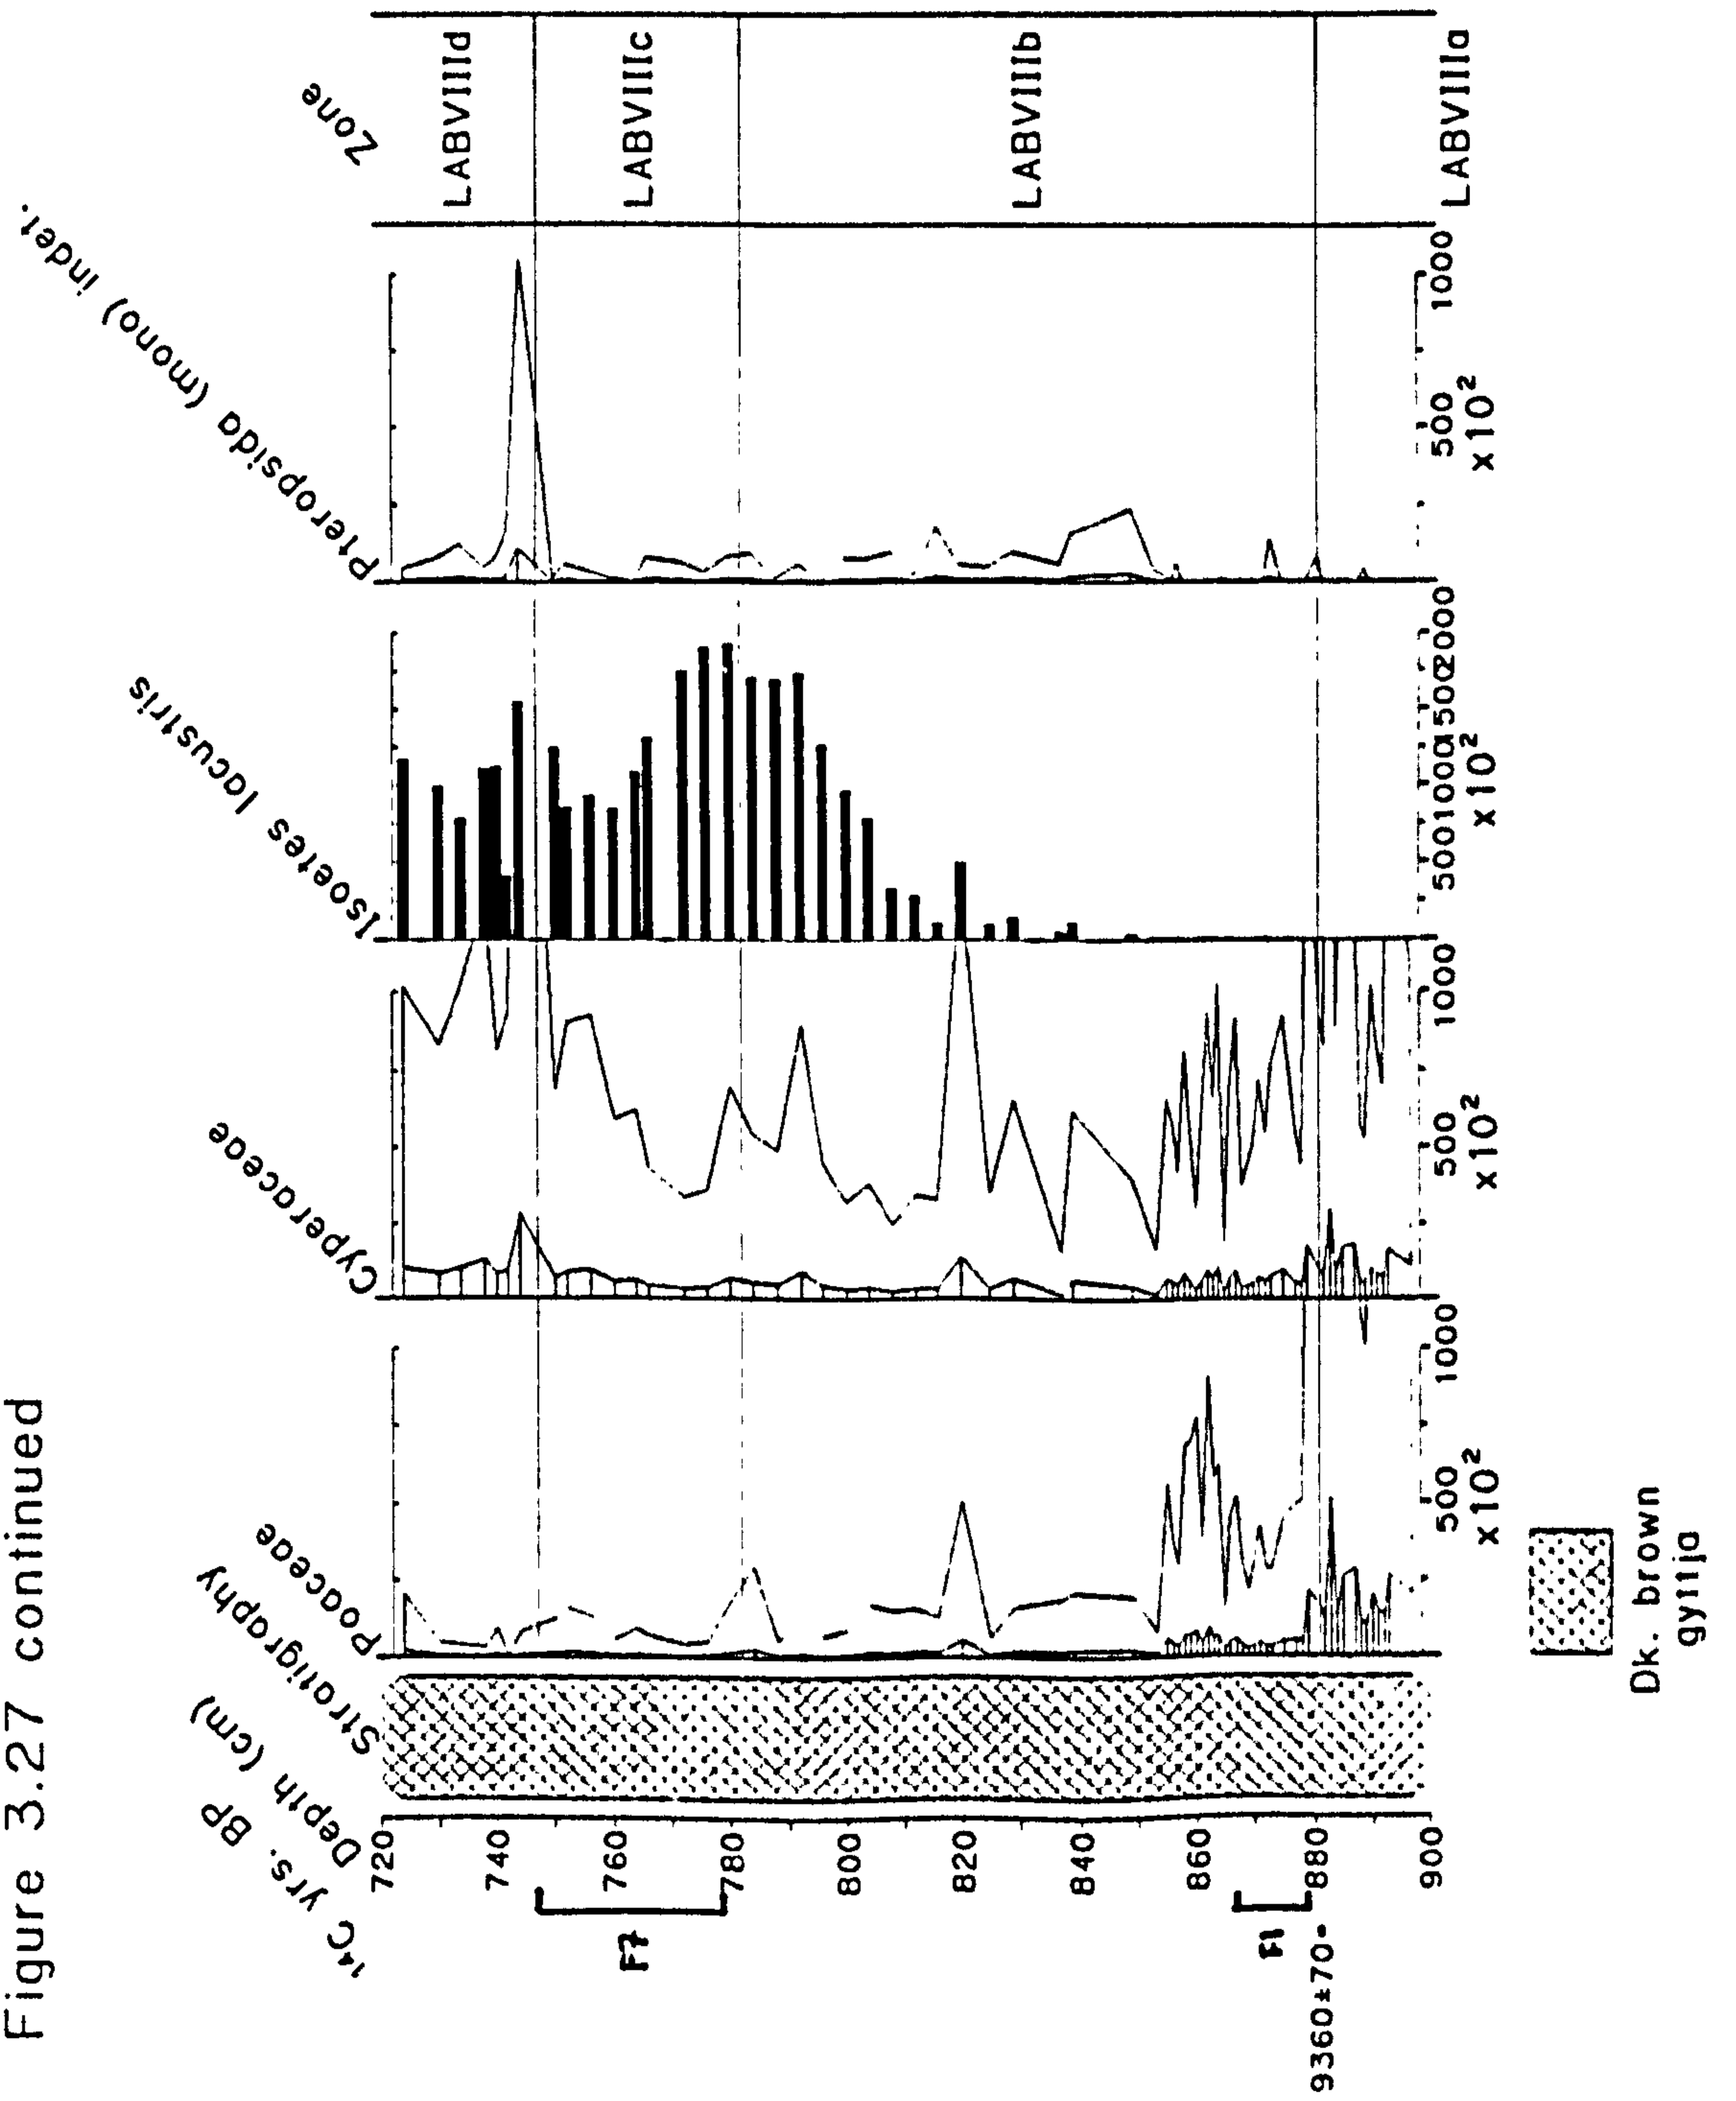 Figure 3.27 continued
¹⁴C yrs. BP
Depth (cm)
Stratigraphy
Poaceae
Cyperaceae
Isoetes lacustris
Pteropsida (mono) indet.
Zone
720
740
760
780
800
820
840
860
880
900
F7
F1
9360±70
LABVIIId
LABVIIIc
LABVIIIb
LABVIIIa
500 1000
x10²
500 1000
x10²
500 1000 1500 2000
x10²
500 1000
x10²
Dk. brown
gyttja